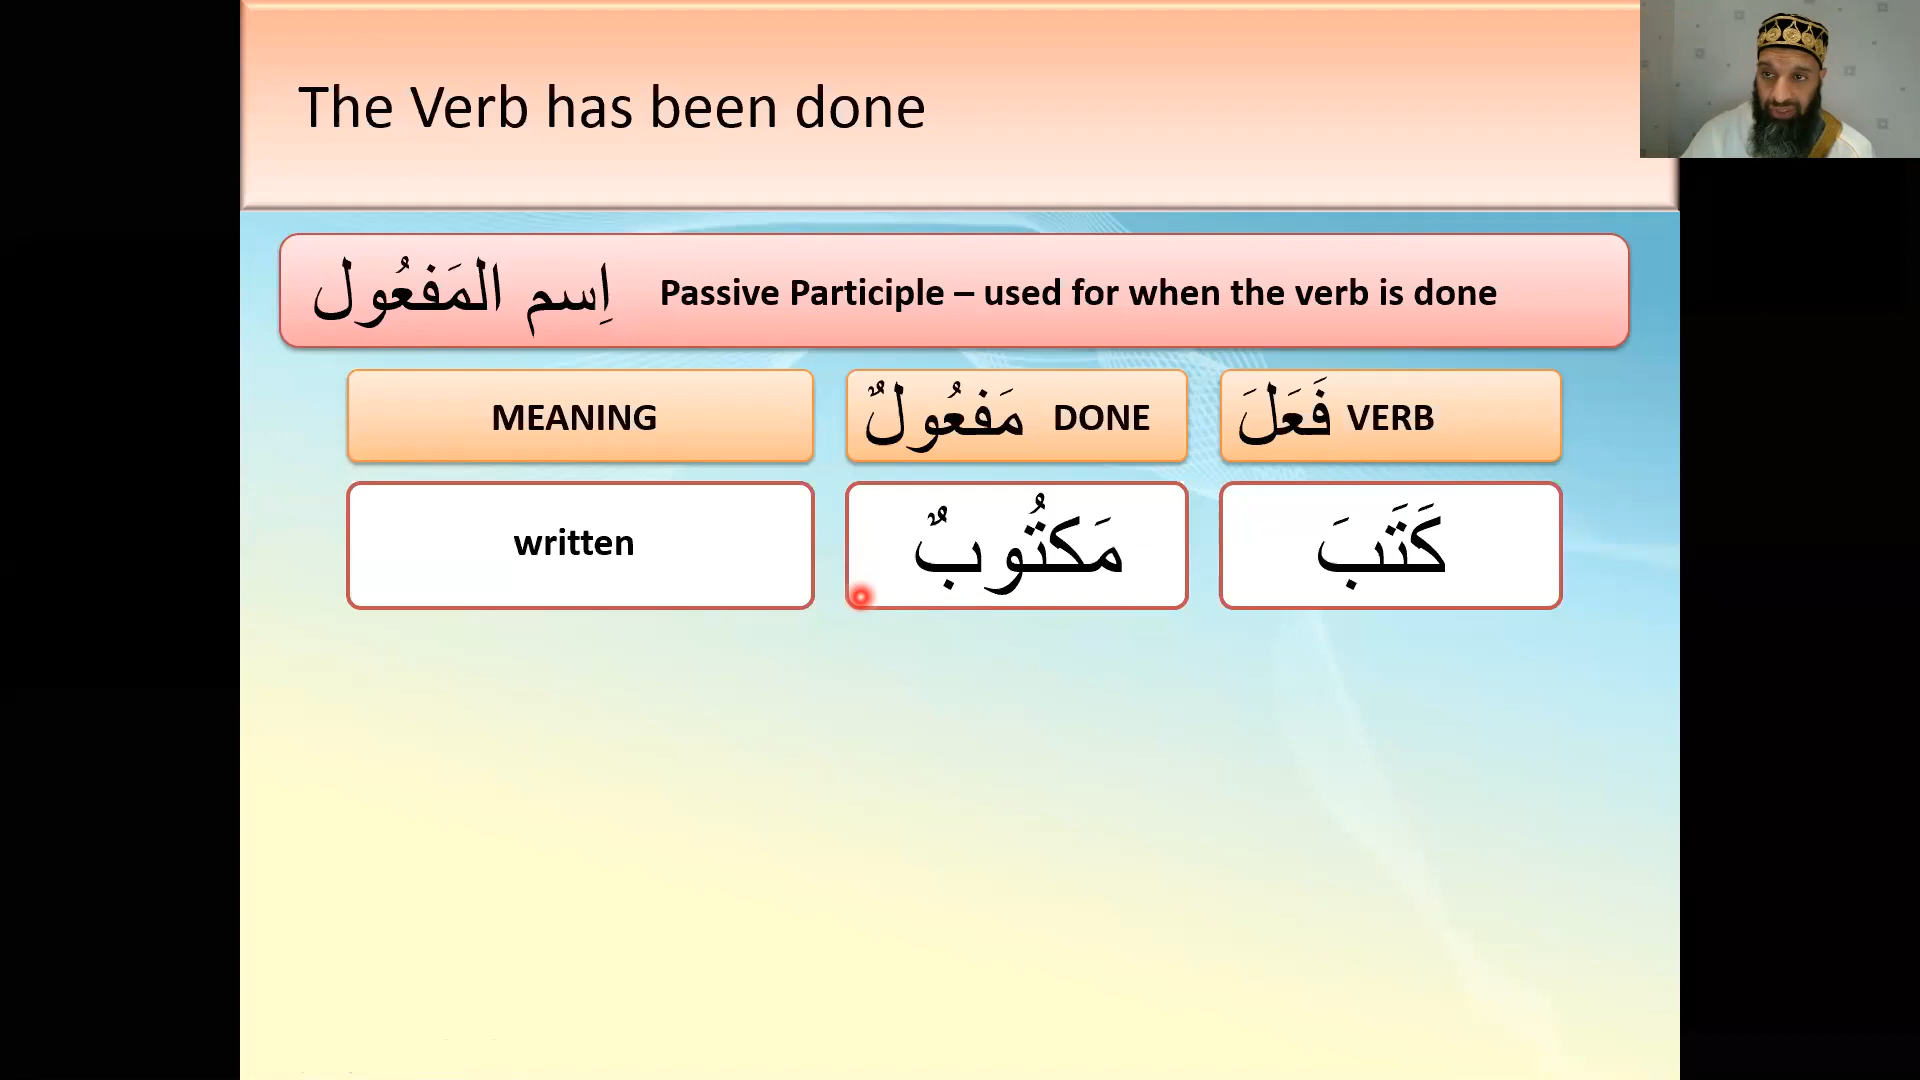 The Verb has been done
اِسم المَفعُول Passive Participle – used for when the verb is done
MEANING
مَفعُولٌ DONE
فَعَلَ VERB
written
مَكتُوبٌ
كَتَبَ